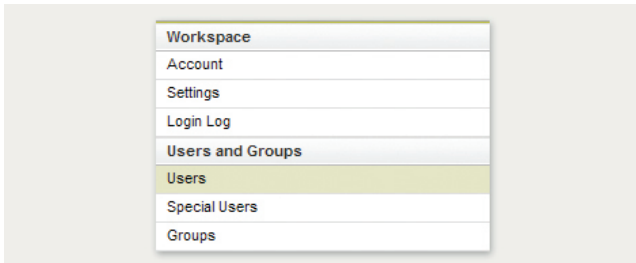 Workspace
Account
Settings
Login Log
Users and Groups
Users
Special Users
Groups